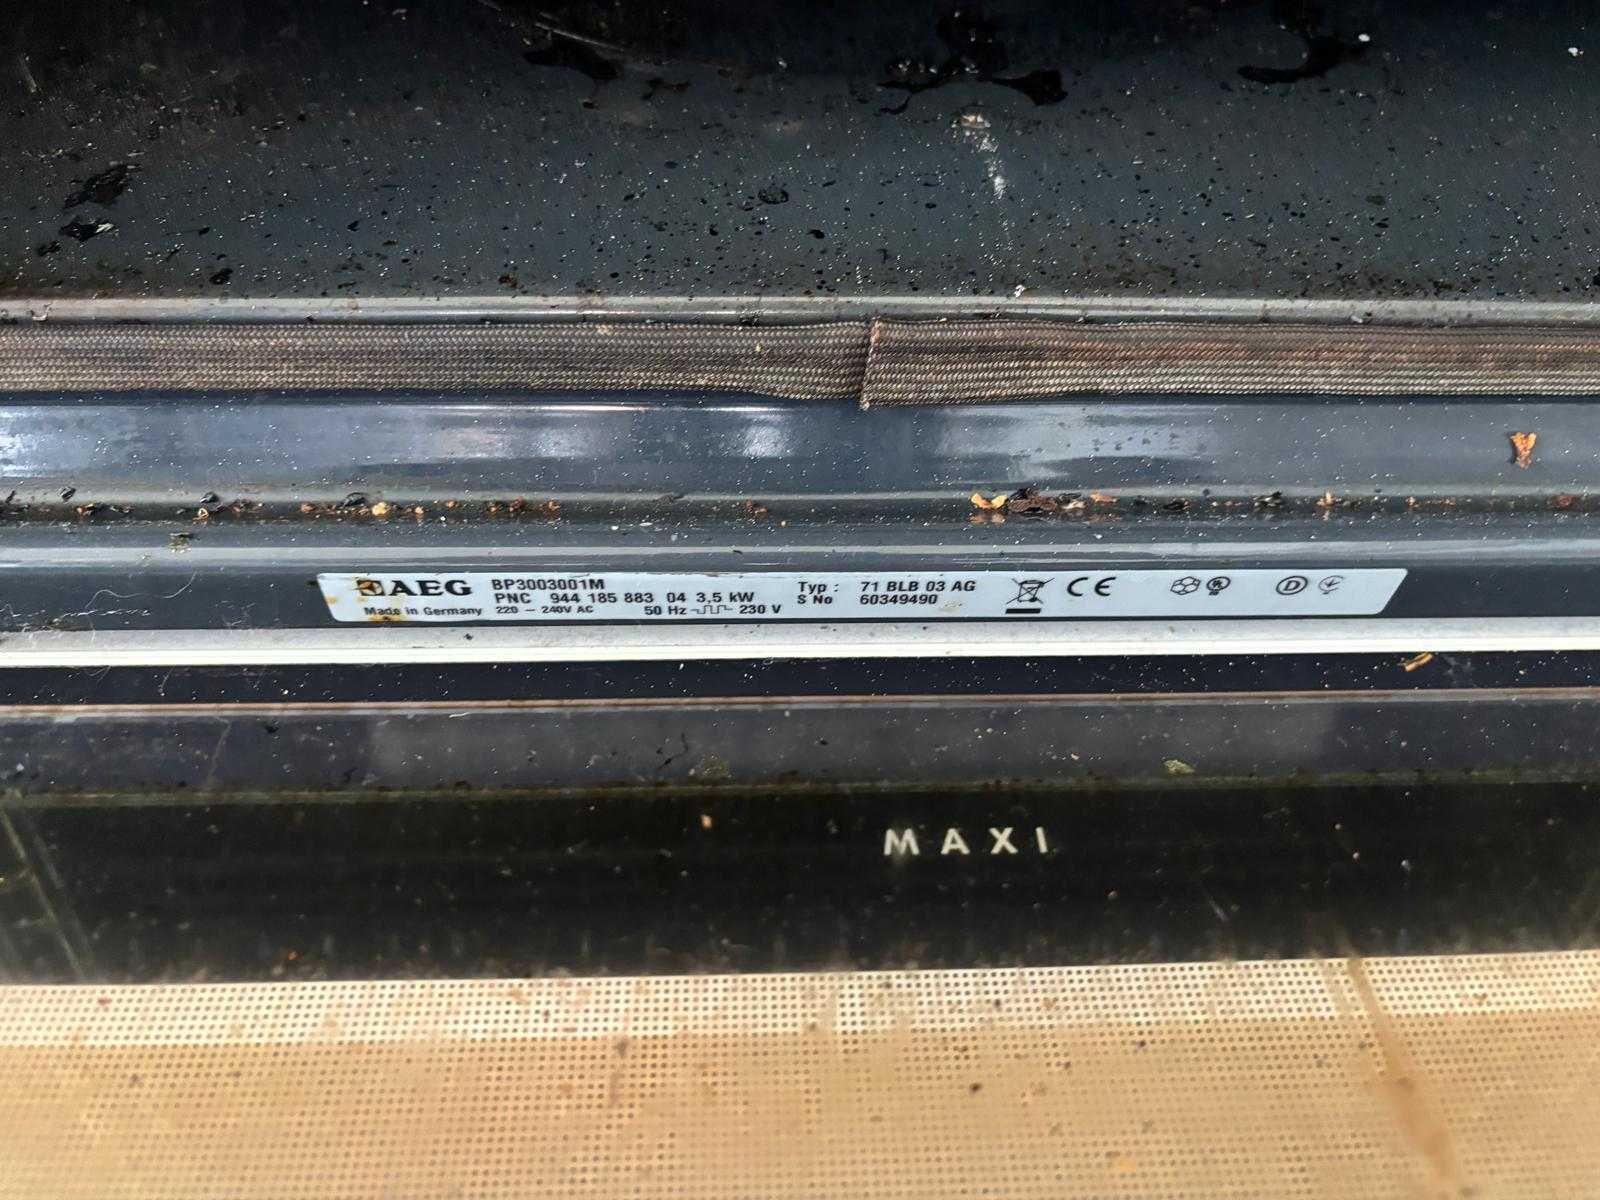 AEG BP3003001M Typ : 71 BLB 03 AG CE D
PNC 944 185 883 04 3,5 kW S No 60349490
Made in Germany 220 – 240V AC 50 Hz 230 V
MAXI